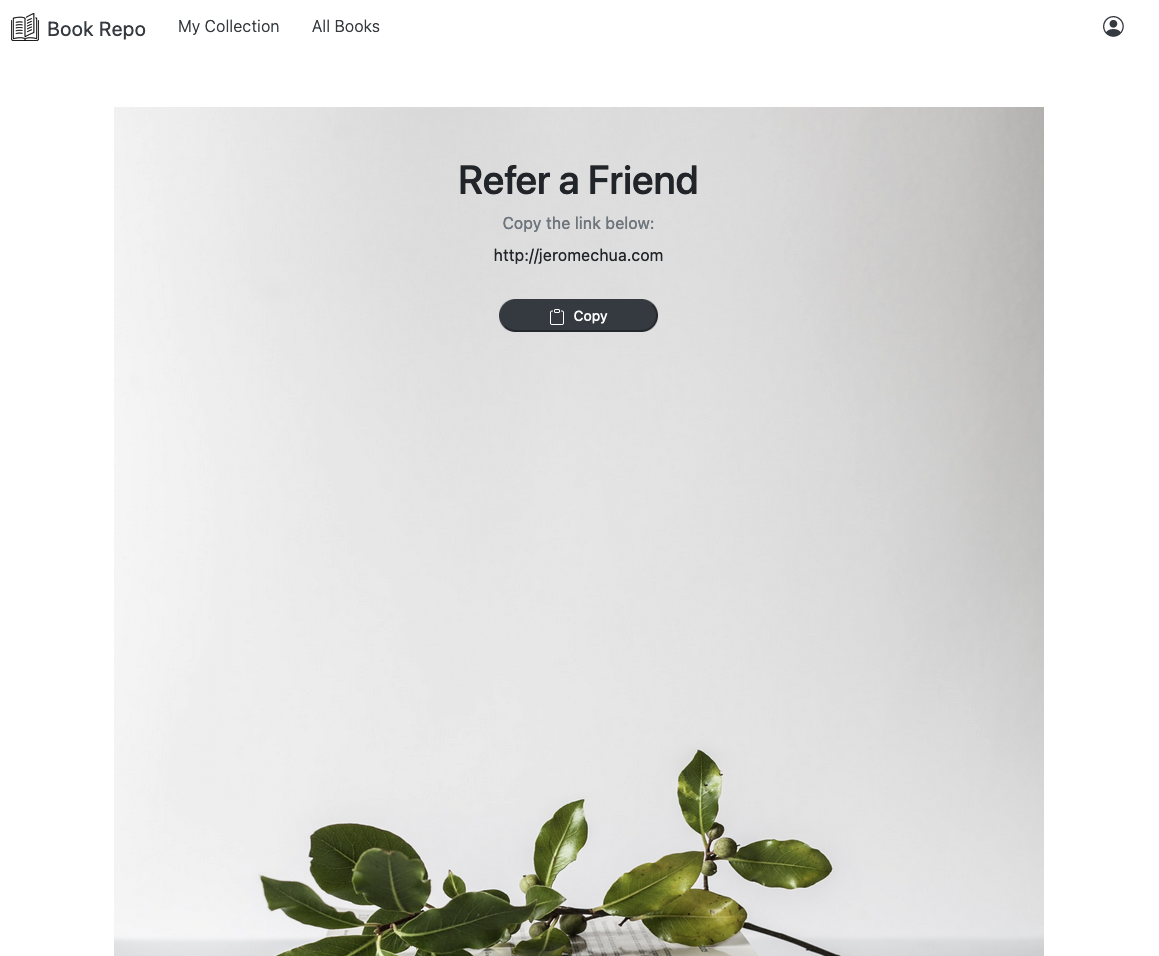 Book Repo
My Collection
All Books
Refer a Friend
Copy the link below:
http://jeromechua.com
Copy